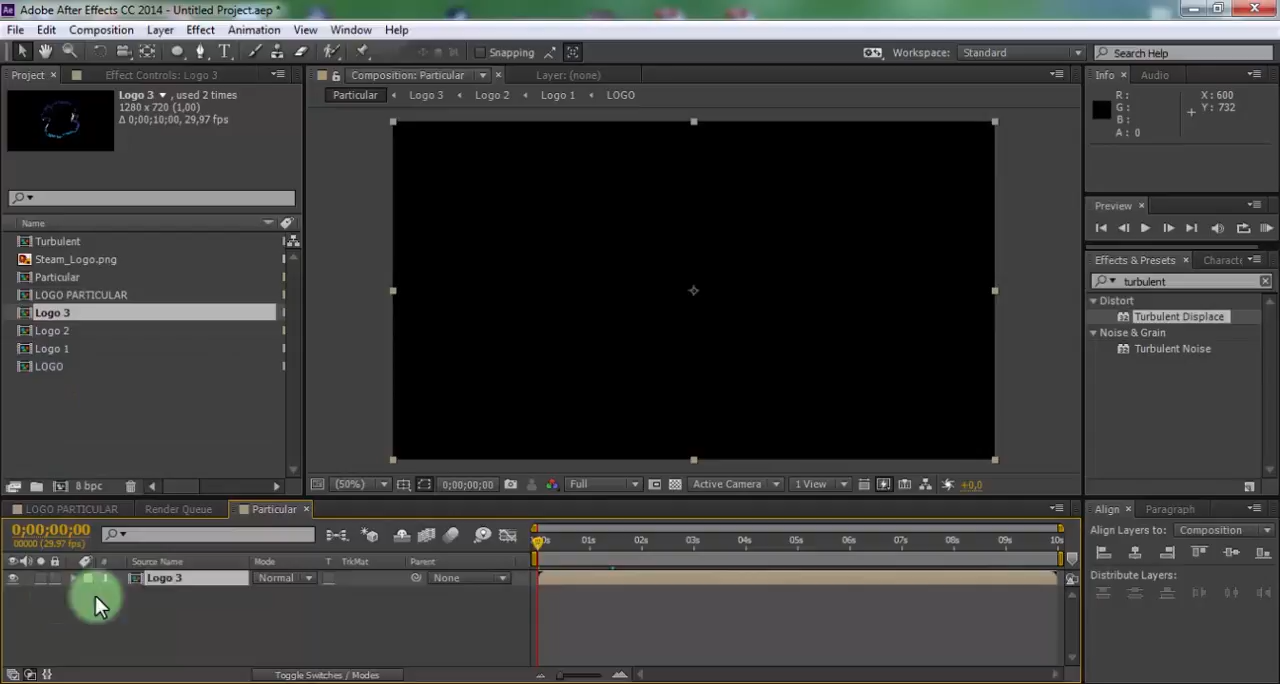 Adobe After Effects CC 2014 - Untitled Project.aep *
File Edit Composition Layer Effect Animation View Window Help
Snapping
Workspace: Standard
Search Help
Project × Effect Controls: Logo 3
Composition: Particular × Layer: (none)
Info × Audio
Logo 3 , used 2 times
1280 x 720 (1,00)
Δ 0;00;10;00, 29,97 fps
Particular Logo 3 Logo 2 Logo 1 LOGO
R : X : 600
G : Y : 732
B :
A : 0
Preview ×
Name
Turbulent
Steam_Logo.png
Particular
LOGO PARTICULAR
Logo 3
Logo 2
Logo 1
LOGO
Effects & Presets × Characte
turbulent
Distort
Turbulent Displace
Noise & Grain
Turbulent Noise
8 bpc
(50%) 0;00;00;00 Full Active Camera 1 View +0,0
LOGO PARTICULAR Render Queue Particular ×
Align × Paragraph
0;00;00;00
00000 (29.97 fps)
Align Layers to: Composition
Distribute Layers:
# Source Name Mode T TrkMat Parent
00s 01s 02s 03s 04s 05s 06s 07s 08s 09s 10s
1 Logo 3 Normal None
Toggle Switches / Modes